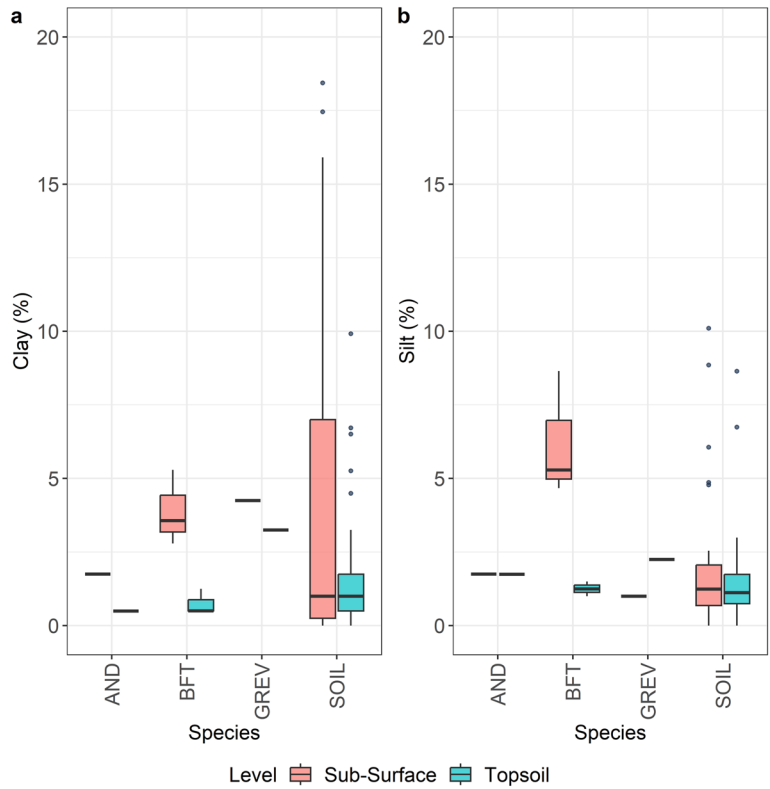 a
b
20
15
10
5
0
Clay (%)
AND
BFT
GREV
SOIL
Species
20
15
10
5
0
Silt (%)
AND
BFT
GREV
SOIL
Species
Level Sub-Surface Topsoil